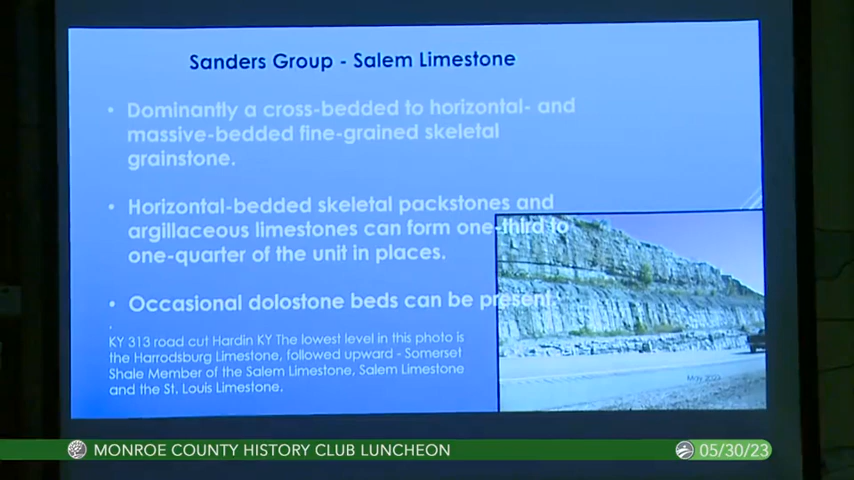 Sanders Group - Salem Limestone
• Dominantly a cross-bedded to horizontal- and
massive-bedded fine-grained skeletal
grainstone.
• Horizontal-bedded skeletal packstones and
argillaceous limestones can form one-third to
one-quarter of the unit in places.
• Occasional dolostone beds can be present.
KY 313 road cut Hardin KY The lowest level in this photo is
the Harrodsburg Limestone, followed upward - Somerset
Shale Member of the Salem Limestone, Salem Limestone
and the St. Louis Limestone.
MONROE COUNTY HISTORY CLUB LUNCHEON
05/30/23